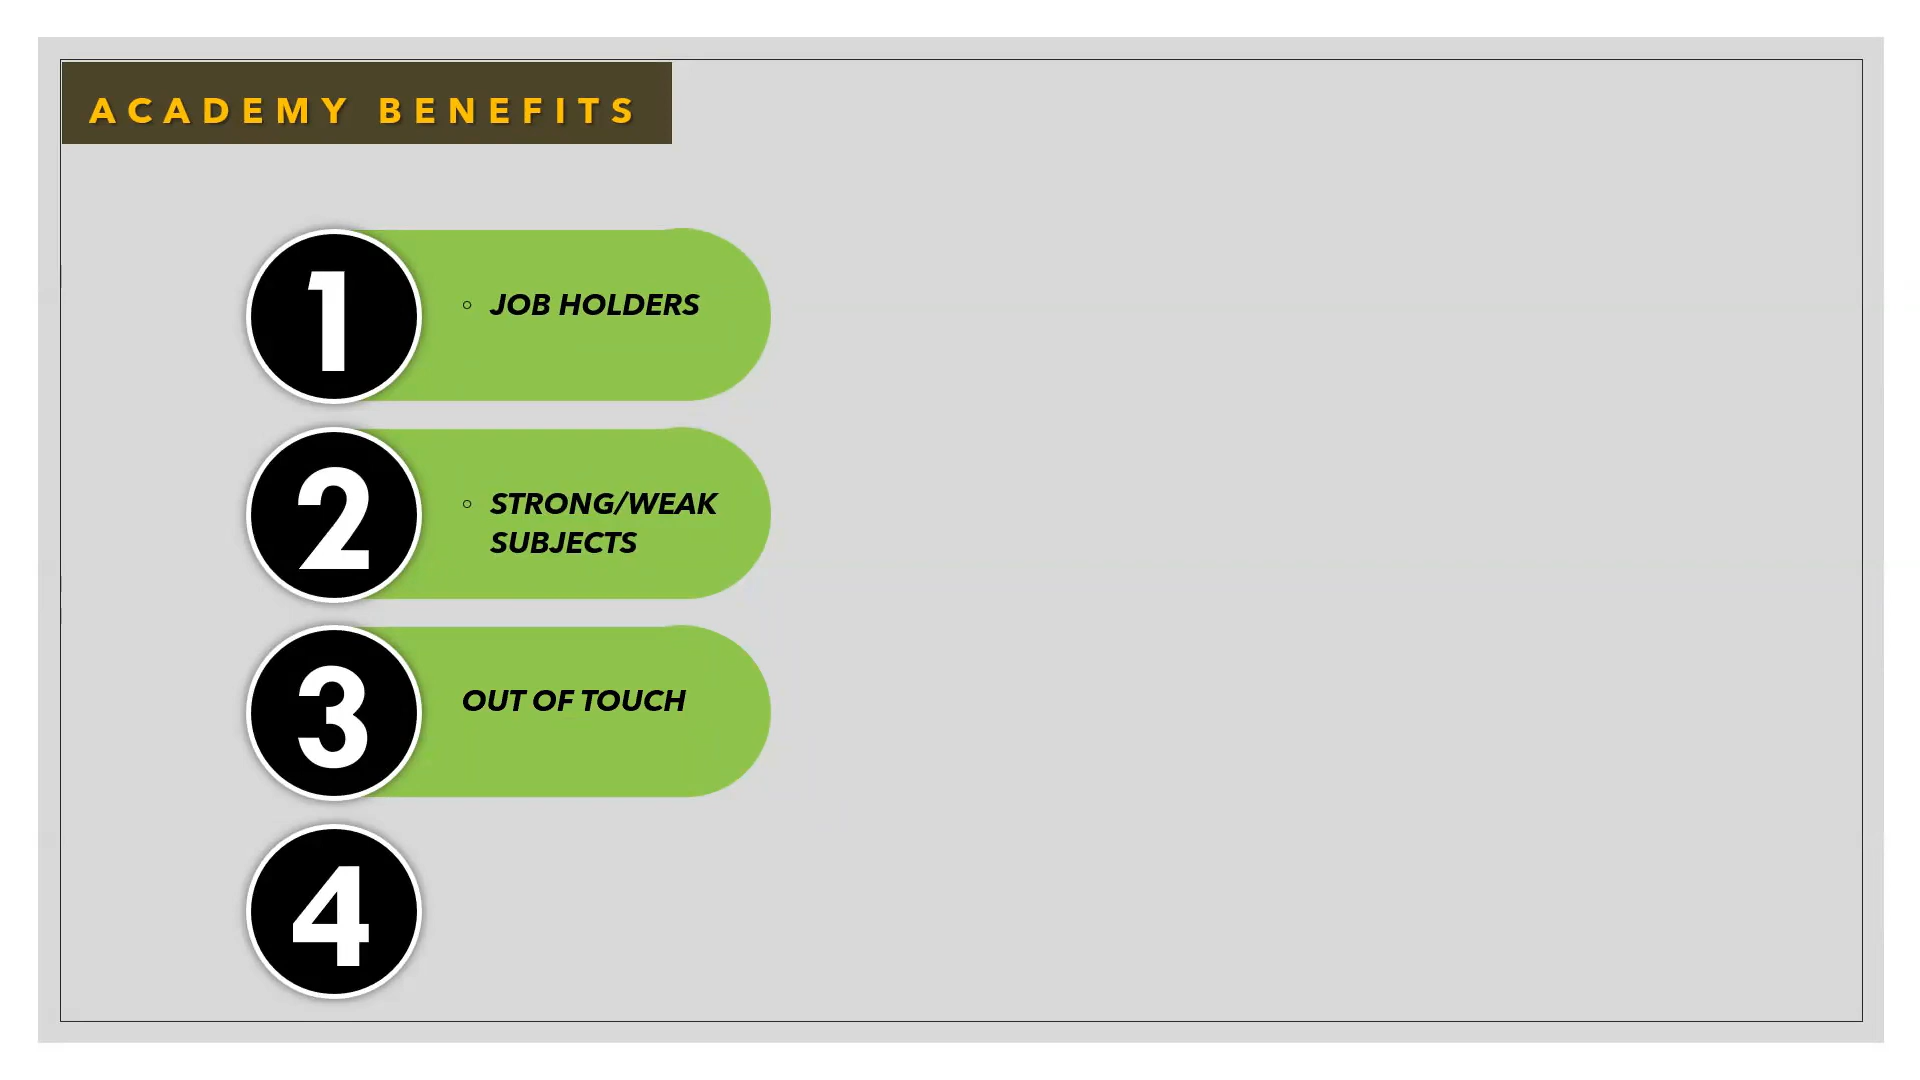 ACADEMY BENEFITS
1
◦ JOB HOLDERS
2
◦ STRONG/WEAK
SUBJECTS
3
OUT OF TOUCH
4